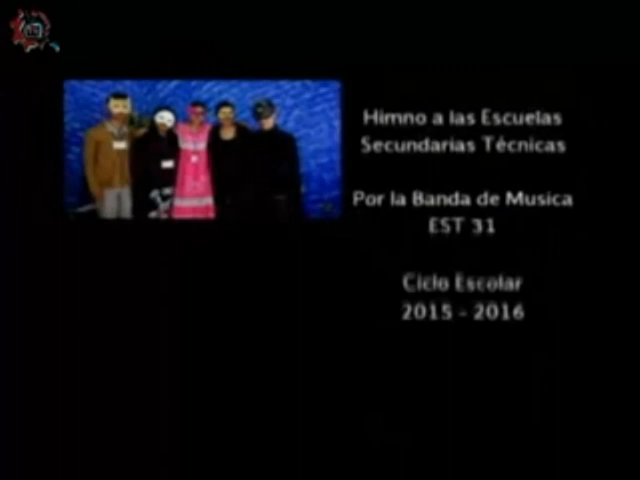 Himno a las Escuelas
Secundarias Técnicas
Por la Banda de Musica
EST 31
Ciclo Escolar
2015 - 2016